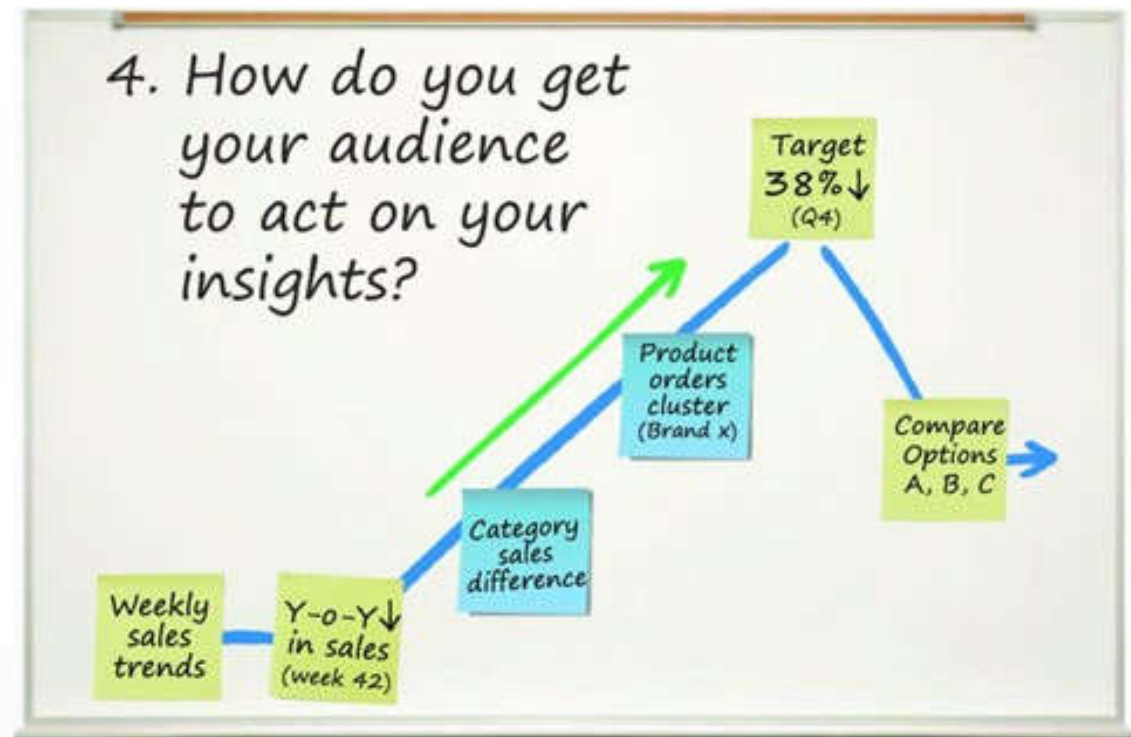 4. How do you get
your audience
to act on your
insights?
Target
38%↓
(Q4)
Product
orders
cluster
(Brand x)
Compare
Options
A, B, C
Category
sales
difference
Weekly
sales
trends
Y-o-Y↓
in sales
(week 42)